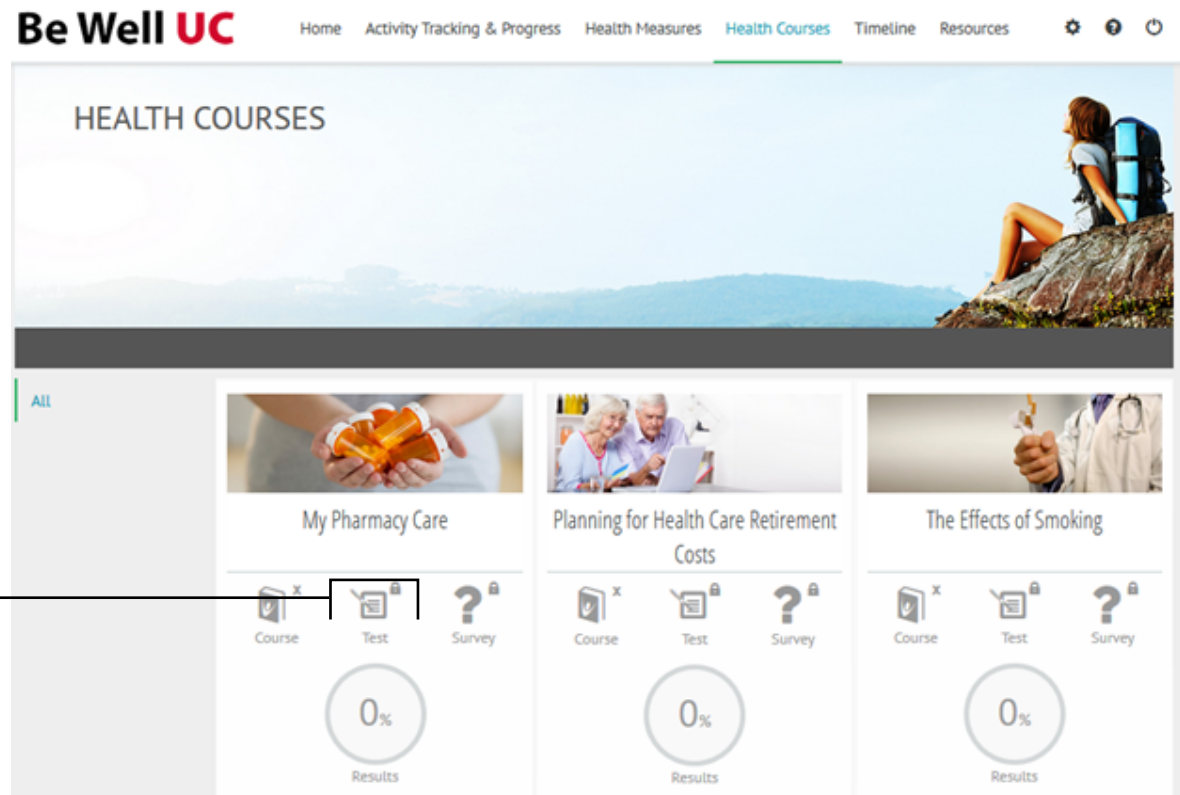 Be Well UC
Home Activity Tracking & Progress Health Measures Health Courses Timeline Resources
HEALTH COURSES
All
My Pharmacy Care
Course x Test Survey
0%
Results
Planning for Health Care Retirement
Costs
Course x Test Survey
0%
Results
The Effects of Smoking
Course x Test Survey
0%
Results